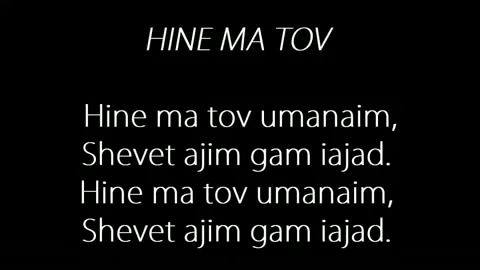 HINE MA TOV
Hine ma tov umanaim,
Shevet ajim gam iajad.
Hine ma tov umanaim,
Shevet ajim gam iajad.